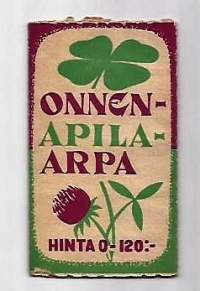 ONNEN-
APILA-
ARPA
HINTA 0-120:-